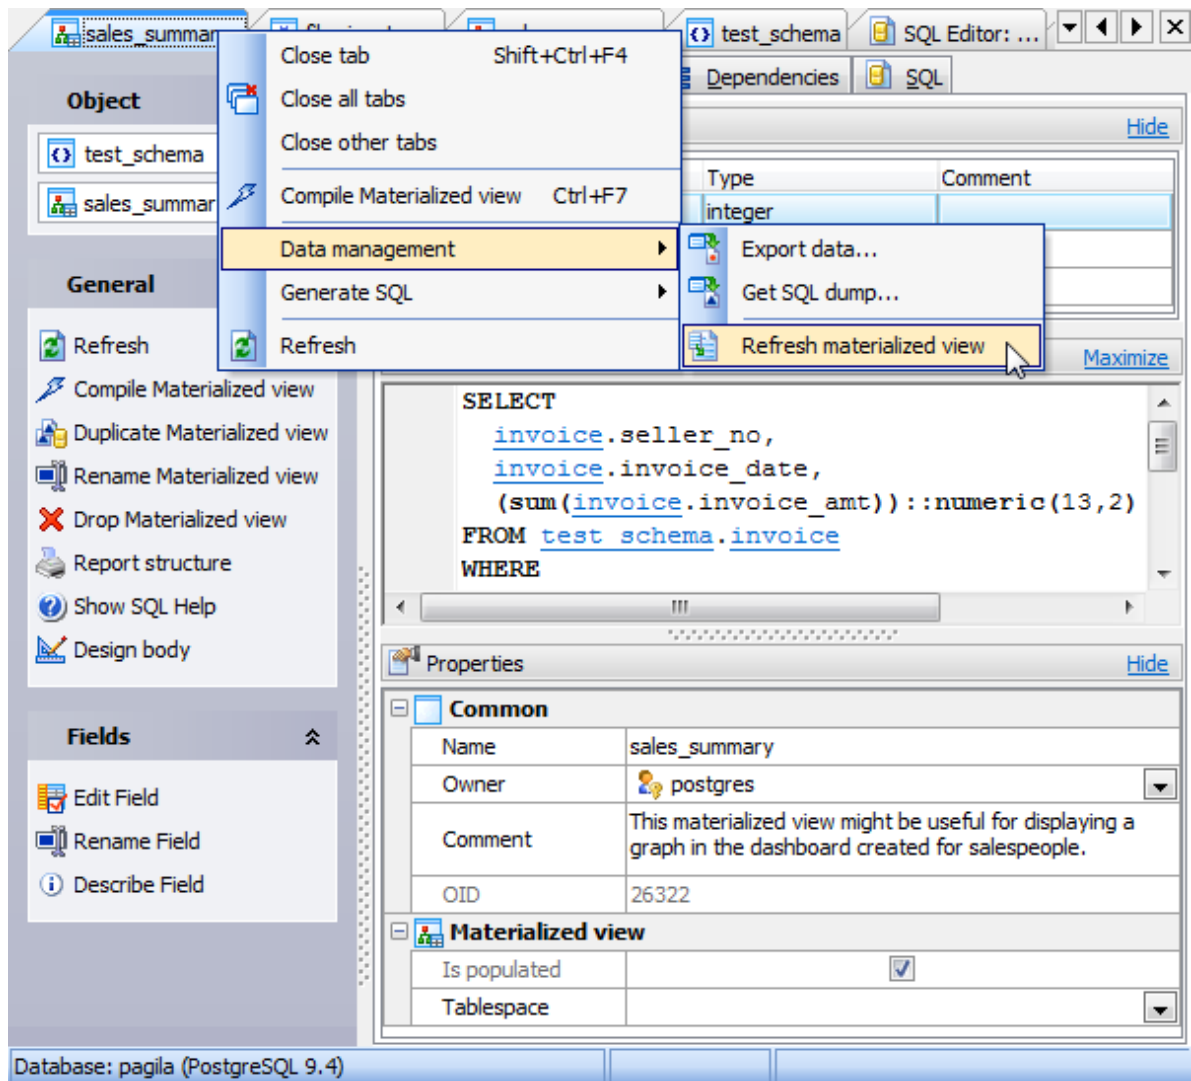 sales_summar
test_schema
SQL Editor: ...
Close tab Shift+Ctrl+F4
Close all tabs
Close other tabs
Compile Materialized view Ctrl+F7
Data management
Generate SQL
Refresh
Export data...
Get SQL dump...
Refresh materialized view
Dependencies
SQL
Hide
Type Comment
integer
Maximize
Object
test_schema
sales_summar
General
Refresh
Compile Materialized view
Duplicate Materialized view
Rename Materialized view
Drop Materialized view
Report structure
Show SQL Help
Design body
Fields
Edit Field
Rename Field
Describe Field
SELECT
invoice.seller_no,
invoice.invoice_date,
(sum(invoice.invoice_amt))::numeric(13,2)
FROM test_schema.invoice
WHERE
Properties Hide
Common
Name sales_summary
Owner postgres
Comment This materialized view might be useful for displaying a
graph in the dashboard created for salespeople.
OID 26322
Materialized view
Is populated
Tablespace
Database: pagila (PostgreSQL 9.4)